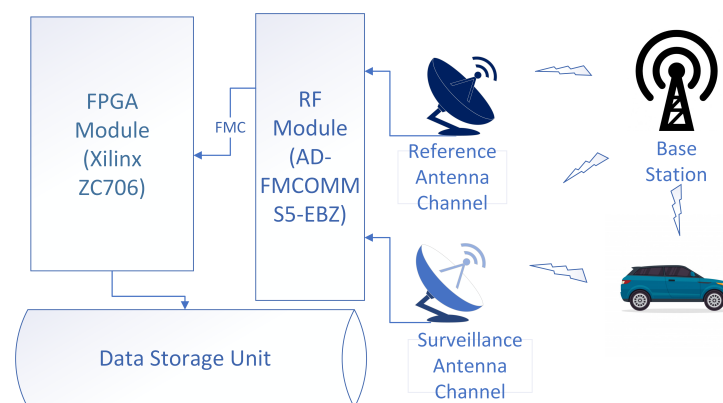 FPGA
Module
(Xilinx
ZC706)
FMC
RF
Module
(AD-
FMCOMM
S5-EBZ)
Reference
Antenna
Channel
Base
Station
Surveillance
Antenna
Channel
Data Storage Unit